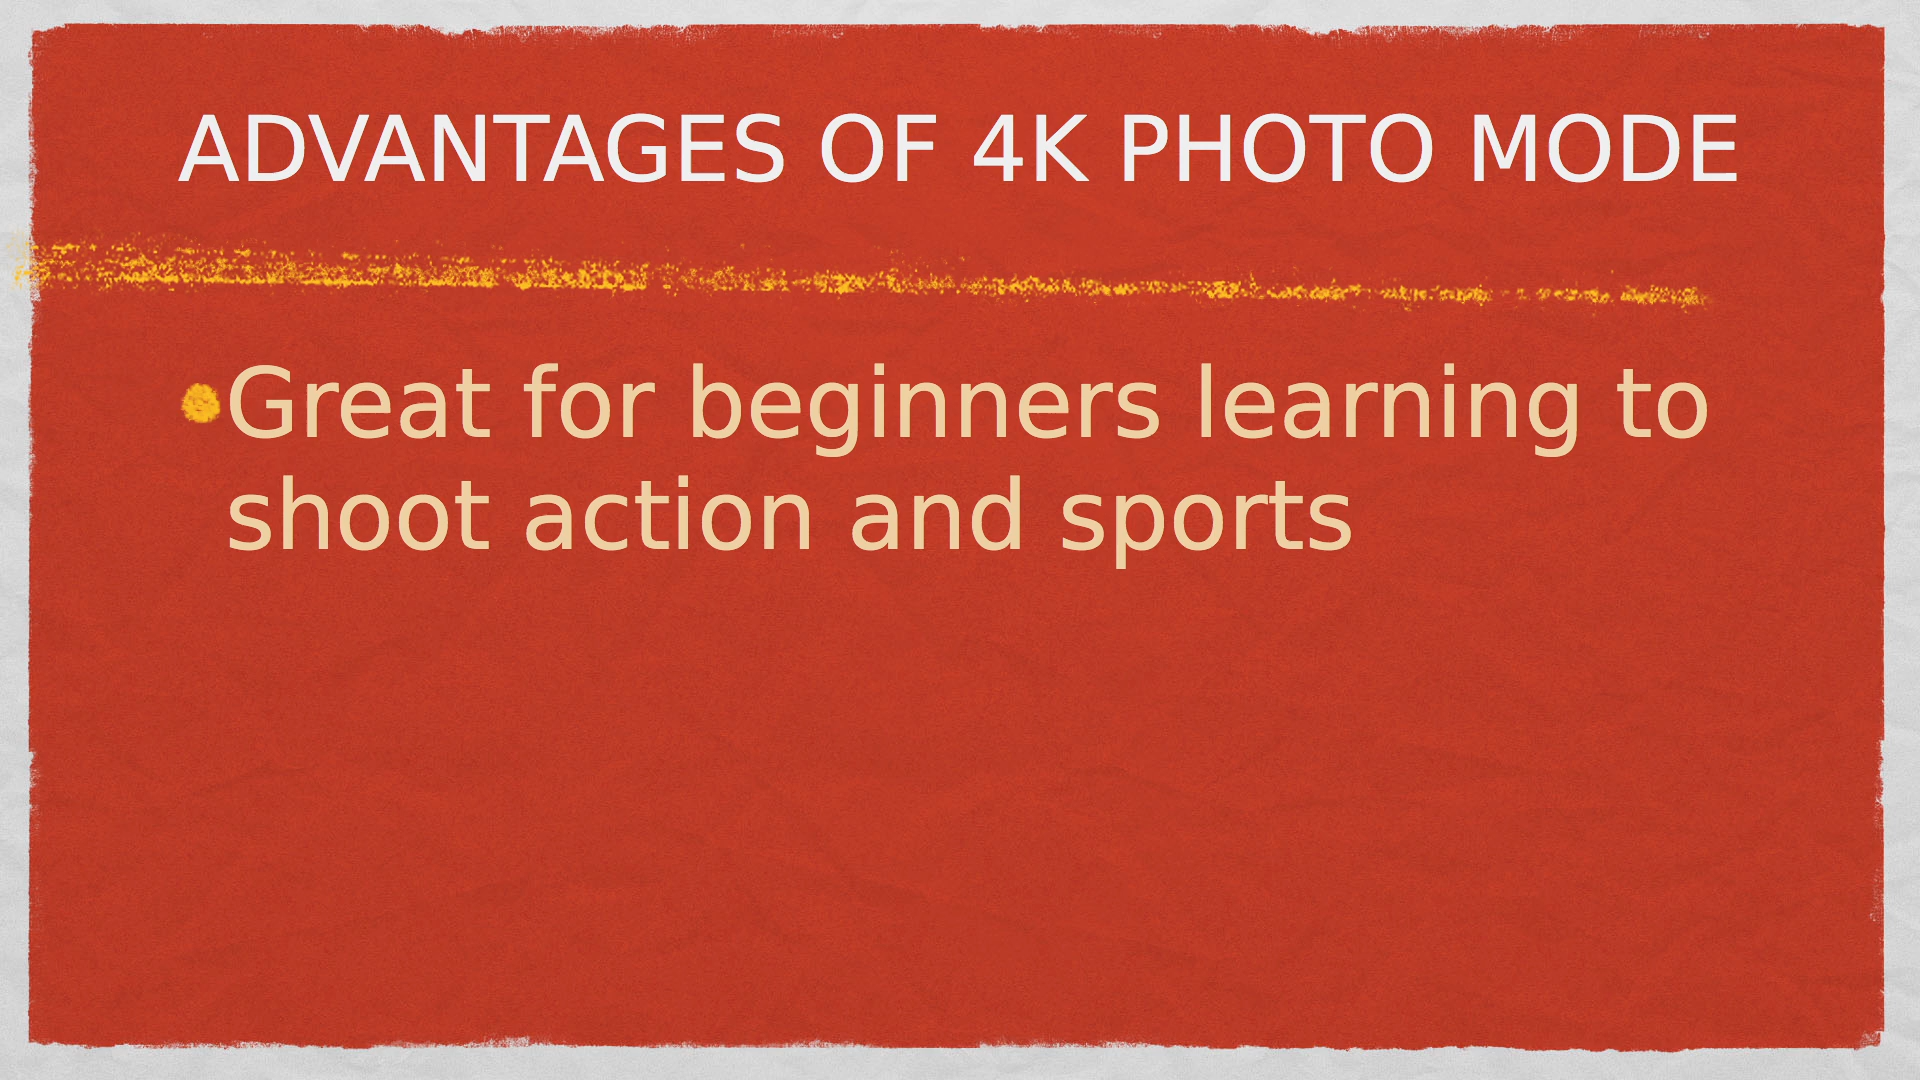 ADVANTAGES OF 4K PHOTO MODE
Great for beginners learning to
shoot action and sports